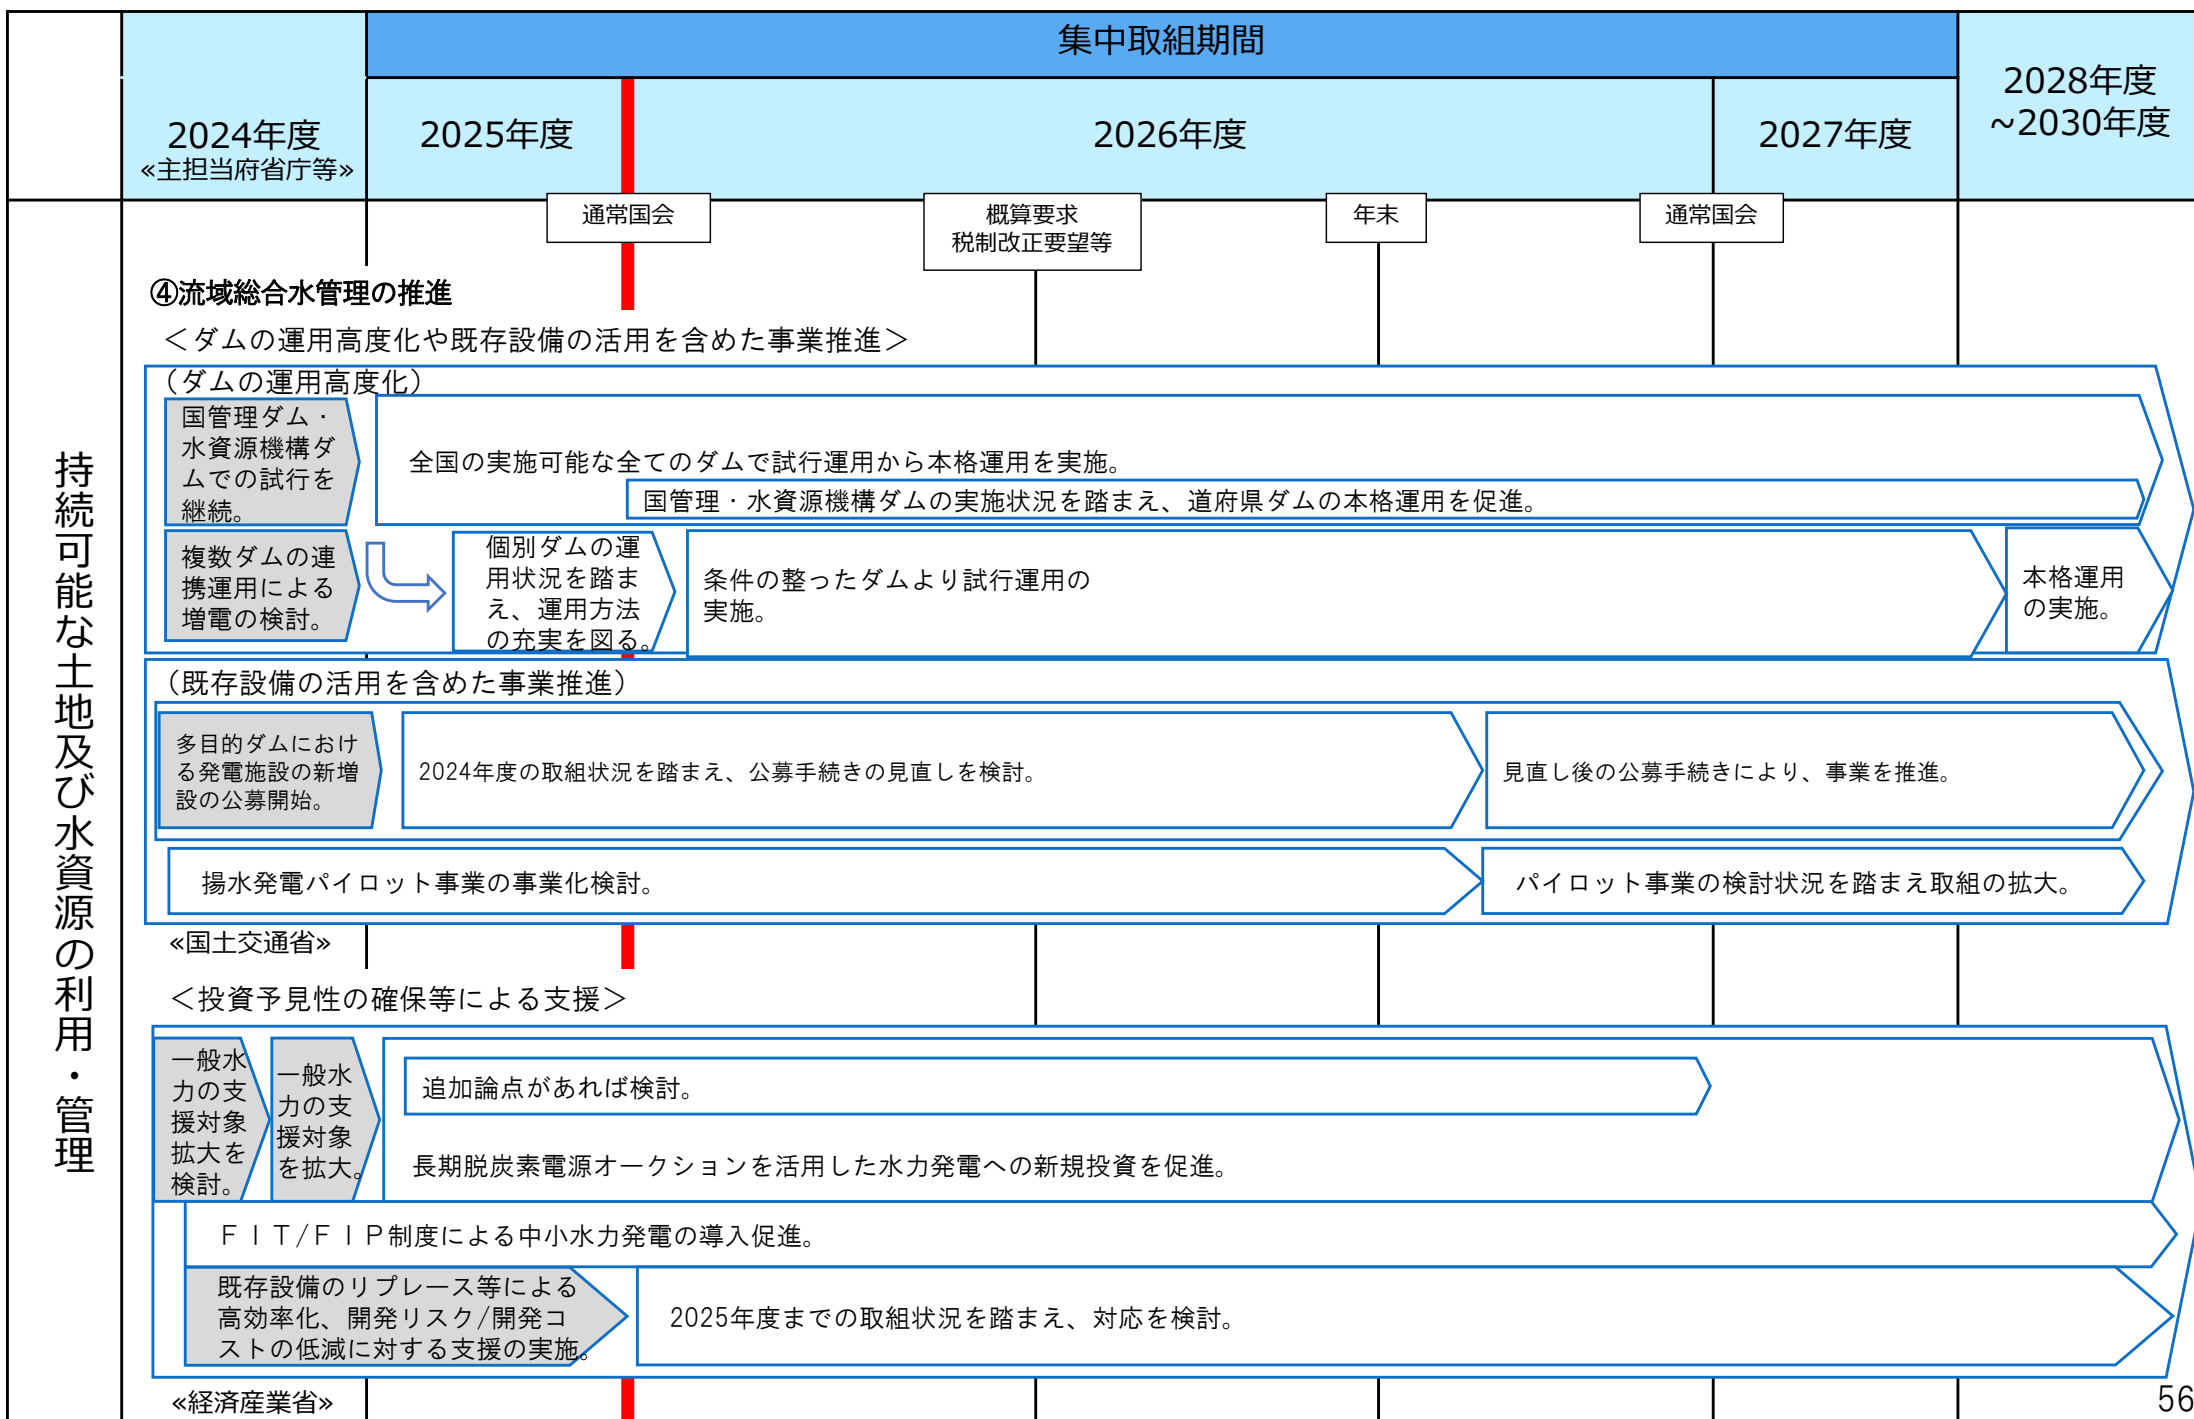 集中取組期間
2024年度
≪主担当府省庁等≫
2025年度
2026年度
2027年度
2028年度
~2030年度
通常国会
概算要求
税制改正要望等
年末
通常国会
持続可能な土地及び水資源の利用・管理
④流域総合水管理の推進
＜ダムの運用高度化や既存設備の活用を含めた事業推進＞
（ダムの運用高度化）
国管理ダム・
水資源機構ダ
ムでの試行を
継続。
全国の実施可能な全てのダムで試行運用から本格運用を実施。
国管理・水資源機構ダムの実施状況を踏まえ、道府県ダムの本格運用を促進。
複数ダムの連
携運用による
増電の検討。
個別ダムの運
用状況を踏ま
え、運用方法
の充実を図る。
条件の整ったダムより試行運用の
実施。
本格運用
の実施。
（既存設備の活用を含めた事業推進）
多目的ダムにおけ
る発電施設の新増
設の公募開始。
2024年度の取組状況を踏まえ、公募手続きの見直しを検討。
見直し後の公募手続きにより、事業を推進。
揚水発電パイロット事業の事業化検討。
パイロット事業の検討状況を踏まえ取組の拡大。
≪国土交通省≫
＜投資予見性の確保等による支援＞
一般水
力の支
援対象
拡大を
検討。
一般水
力の支
援対象
を拡大。
追加論点があれば検討。
長期脱炭素電源オークションを活用した水力発電への新規投資を促進。
ＦＩＴ/ＦＩＰ制度による中小水力発電の導入促進。
既存設備のリプレース等による
高効率化、開発リスク/開発コ
ストの低減に対する支援の実施。
2025年度までの取組状況を踏まえ、対応を検討。
≪経済産業省≫
56